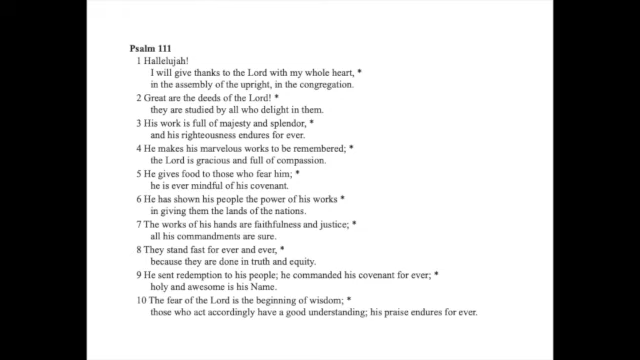 Psalm 111
1 Hallelujah!
I will give thanks to the Lord with my whole heart, *
in the assembly of the upright, in the congregation.
2 Great are the deeds of the Lord! *
they are studied by all who delight in them.
3 His work is full of majesty and splendor, *
and his righteousness endures for ever.
4 He makes his marvelous works to be remembered; *
the Lord is gracious and full of compassion.
5 He gives food to those who fear him; *
he is ever mindful of his covenant.
6 He has shown his people the power of his works *
in giving them the lands of the nations.
7 The works of his hands are faithfulness and justice; *
all his commandments are sure.
8 They stand fast for ever and ever, *
because they are done in truth and equity.
9 He sent redemption to his people; he commanded his covenant for ever; *
holy and awesome is his Name.
10 The fear of the Lord is the beginning of wisdom; *
those who act accordingly have a good understanding; his praise endures for ever.